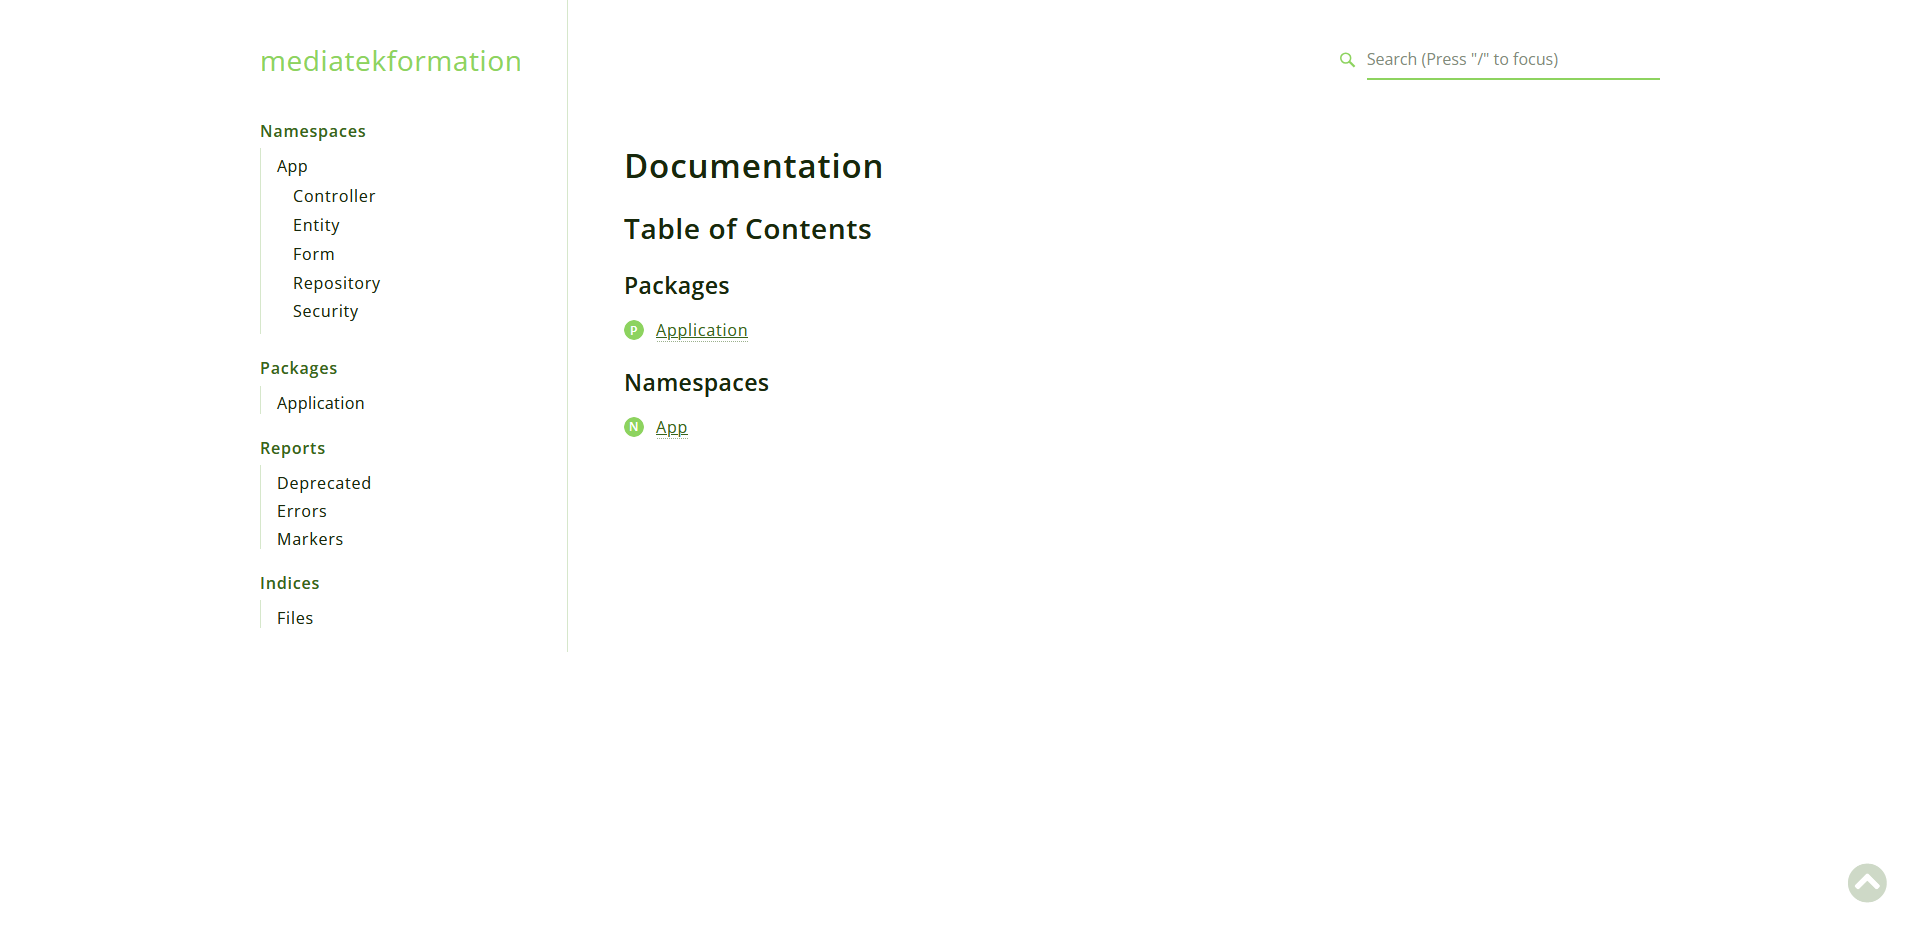 mediatekformation
Search (Press "/" to focus)
Namespaces
App
Controller
Entity
Form
Repository
Security
Packages
Application
Reports
Deprecated
Errors
Markers
Indices
Files
Documentation
Table of Contents
Packages
P Application
Namespaces
N App